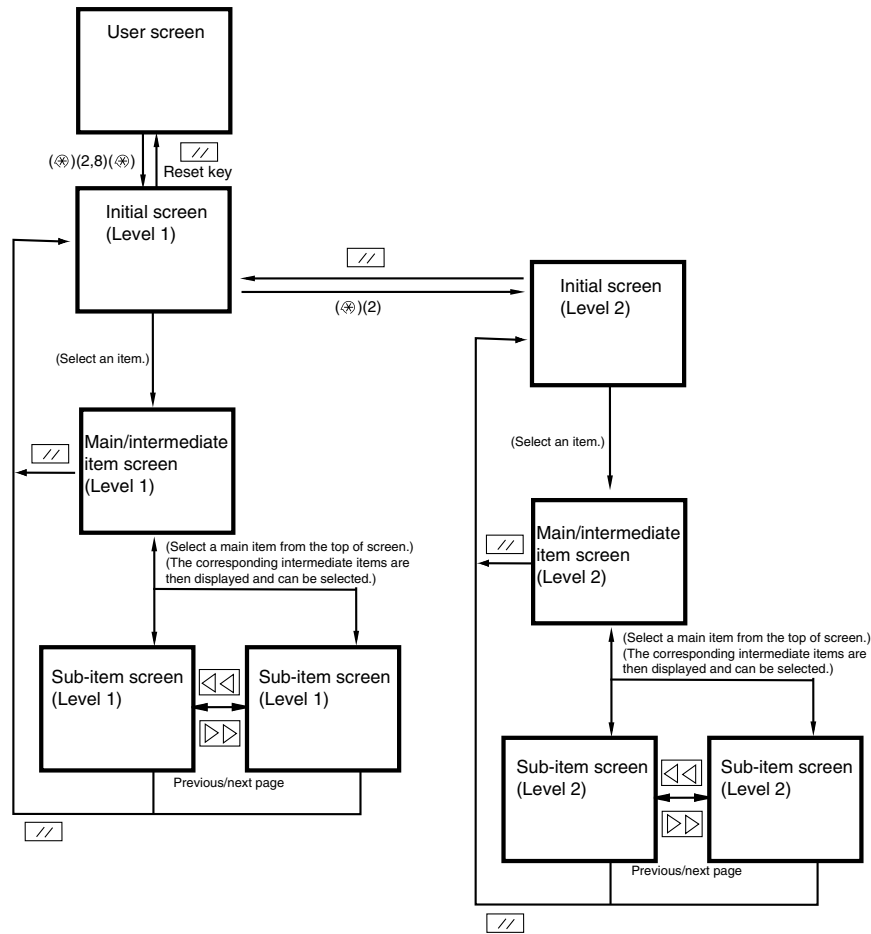 User screen
(✱)(2,8)(✱)
//
Reset key
Initial screen
(Level 1)
//
(✱)(2)
Initial screen
(Level 2)
(Select an item.)
(Select an item.)
Main/intermediate
item screen
(Level 1)
//
Main/intermediate
item screen
(Level 2)
//
(Select a main item from the top of screen.)
(The corresponding intermediate items are
then displayed and can be selected.)
(Select a main item from the top of screen.)
(The corresponding intermediate items are
then displayed and can be selected.)
Sub-item screen
(Level 1)
Sub-item screen
(Level 1)
Previous/next page
//
Sub-item screen
(Level 2)
Sub-item screen
(Level 2)
Previous/next page
//